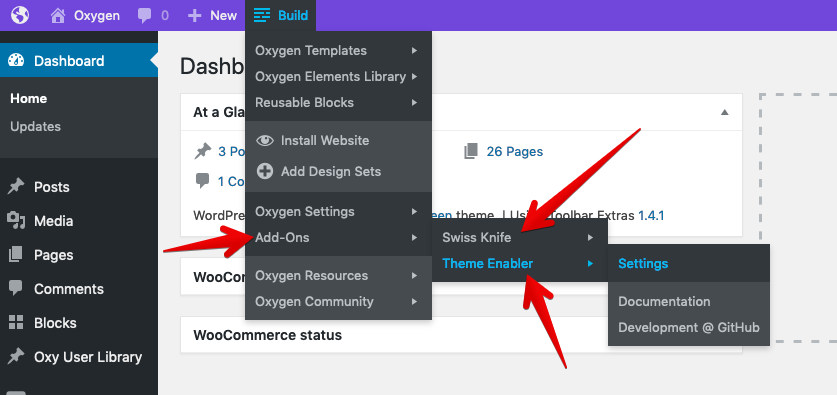 Oxygen 0 New Build
Dashboard
Home
Updates
Posts
Media
Pages
Comments
Blocks
Oxy User Library
Dashb
At a Gla
3 Po
26 Pages
1 Co
WordPre
een theme. | Using Toolbar Extras 1.4.1
WooCom
WooCommerce status
Oxygen Templates
Oxygen Elements Library
Reusable Blocks
Install Website
Add Design Sets
Oxygen Settings
Add-Ons
Oxygen Resources
Oxygen Community
Swiss Knife
Theme Enabler
Settings
Documentation
Development @ GitHub